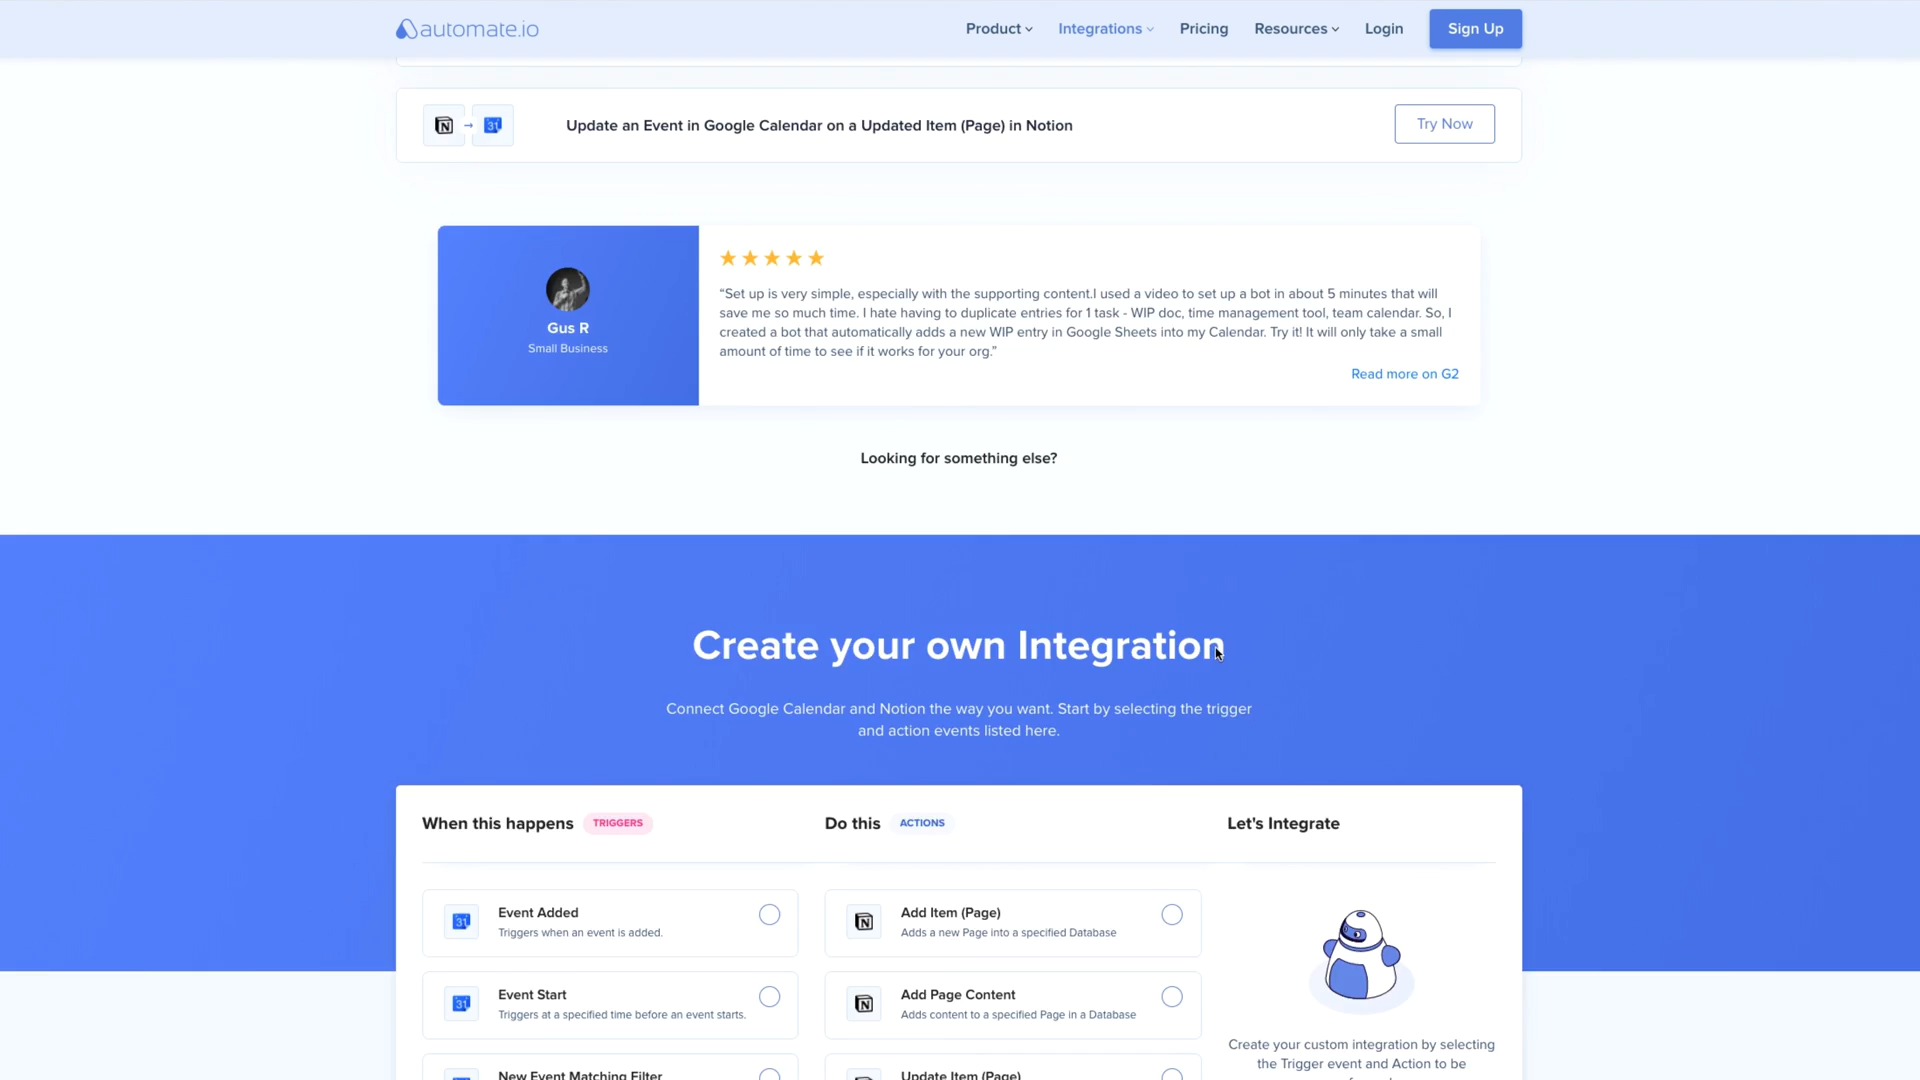 automate.io
Product
Integrations
Pricing
Resources
Login
Sign Up
Update an Event in Google Calendar on a Updated Item (Page) in Notion
Try Now
31
Gus R
Small Business
“Set up is very simple, especially with the supporting content.I used a video to set up a bot in about 5 minutes that will
save me so much time. I hate having to duplicate entries for 1 task - WIP doc, time management tool, team calendar. So, I
created a bot that automatically adds a new WIP entry in Google Sheets into my Calendar. Try it! It will only take a small
amount of time to see if it works for your org.”
Read more on G2
Looking for something else?
Create your own Integration
Connect Google Calendar and Notion the way you want. Start by selecting the trigger
and action events listed here.
When this happens TRIGGERS
Do this ACTIONS
Let's Integrate
31
Event Added
Triggers when an event is added.
Add Item (Page)
Adds a new Page into a specified Database
31
Event Start
Triggers at a specified time before an event starts.
Add Page Content
Adds content to a specified Page in a Database
New Event Matching Filter
Update Item (Page)
Create your custom integration by selecting
the Trigger event and Action to be